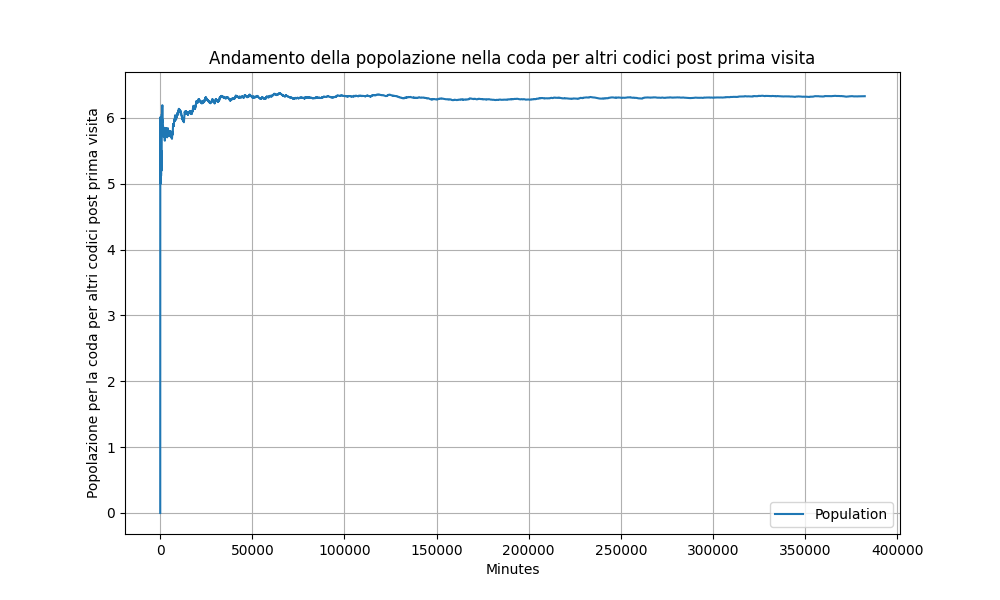 Andamento della popolazione nella coda per altri codici post prima visita
Popolazione per la coda per altri codici post prima visita
6
5
4
3
2
1
0
Population
0 50000 100000 150000 200000 250000 300000 350000 400000
Minutes